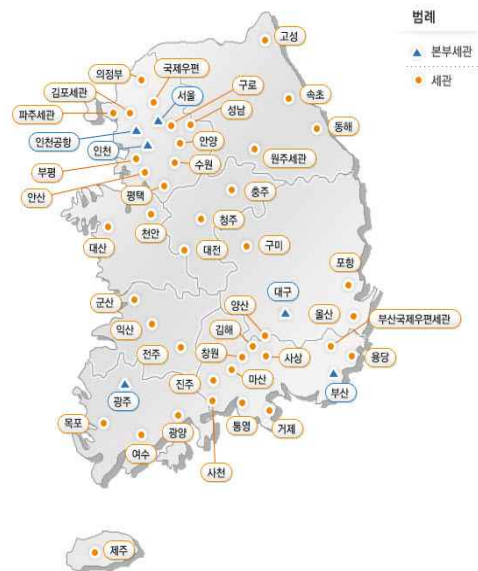 범례
본부세관
세관
고성
의정부
국제우편
김포세관
서울
구로
파주세관
성남
속초
인천공항
동해
인천
안양
원주세관
부평
수원
안산
평택
충주
천안
청주
대산
대전
구미
포항
군산
대구
양산
울산
부산국제우편세관
익산
김해
전주
창원
사상
용당
진주
마산
부산
광주
목포
광양
통영
거제
여수
사천
제주